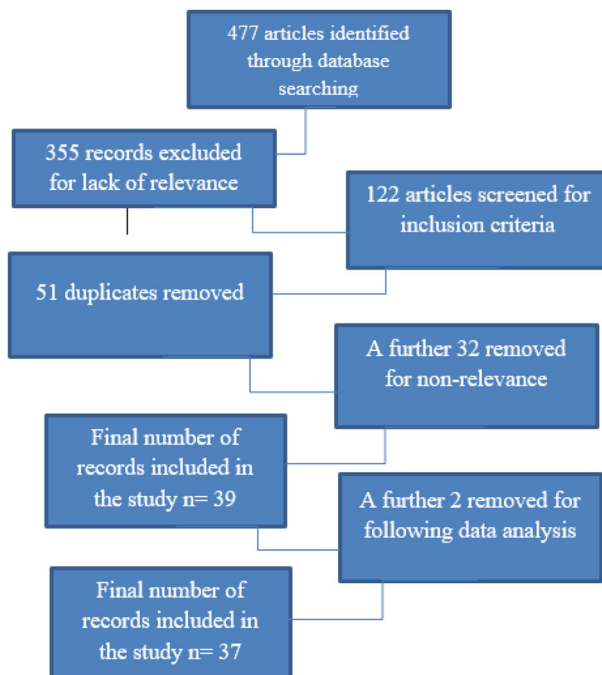 477 articles identified
through database
searching
355 records excluded
for lack of relevance
122 articles screened for
inclusion criteria
51 duplicates removed
A further 32 removed
for non-relevance
Final number of
records included in
the study n= 39
A further 2 removed for
following data analysis
Final number of
records included in
the study n= 37